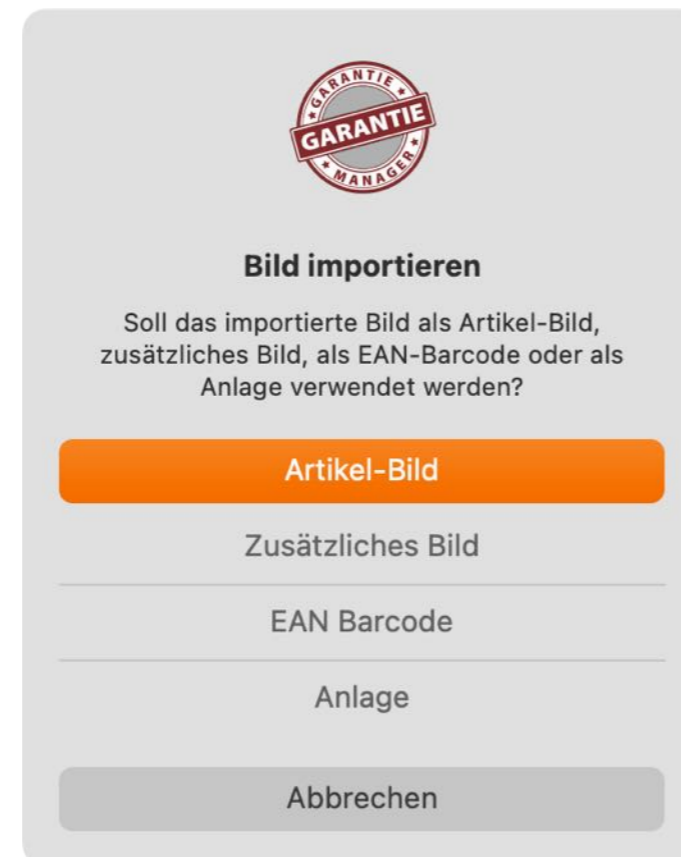 GARANTIE
GARANTIE
MANAGER
Bild importieren
Soll das importierte Bild als Artikel-Bild,
zusätzliches Bild, als EAN-Barcode oder als
Anlage verwendet werden?
Artikel-Bild
Zusätzliches Bild
EAN Barcode
Anlage
Abbrechen